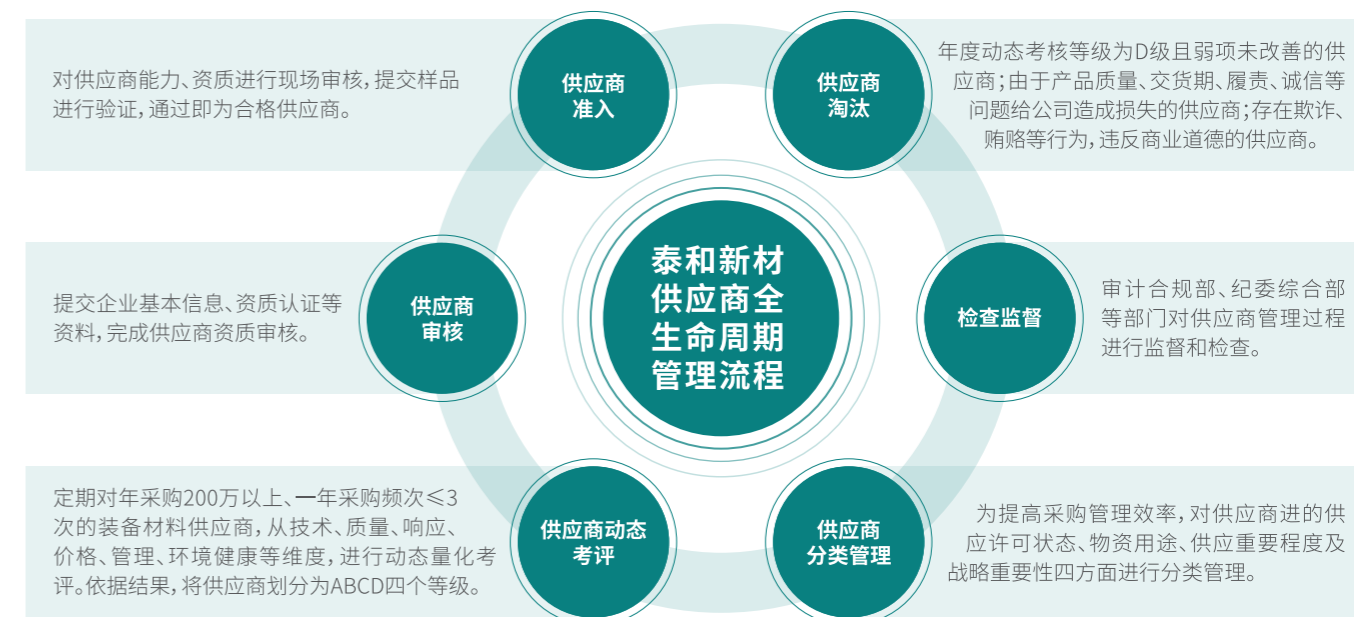 对供应商能力、资质进行现场审核，提交样品
进行验证，通过即为合格供应商。
供应商
准入
供应商
淘汰
年度动态考核等级为D级且弱项未改善的供
应商；由于产品质量、交货期、履责、诚信等
问题给公司造成损失的供应商；存在欺诈、
贿赂等行为，违反商业道德的供应商。
提交企业基本信息、资质认证等
资料，完成供应商资质审核。
供应商
审核
泰和新材
供应商全
生命周期
管理流程
检查监督
审计合规部、纪委综合部
等部门对供应商管理过程
进行监督和检查。
定期对年采购200万以上、一年采购频次≤3
次的装备材料供应商，从技术、质量、响应、
价格、管理、环境健康等维度，进行动态量化考
评。依据结果，将供应商划分为ABCD四个等级。
供应商动态
考评
供应商
分类管理
为提高采购管理效率，对供应商进的供
应许可状态、物资用途、供应重要程度及
战略重要性四方面进行分类管理。